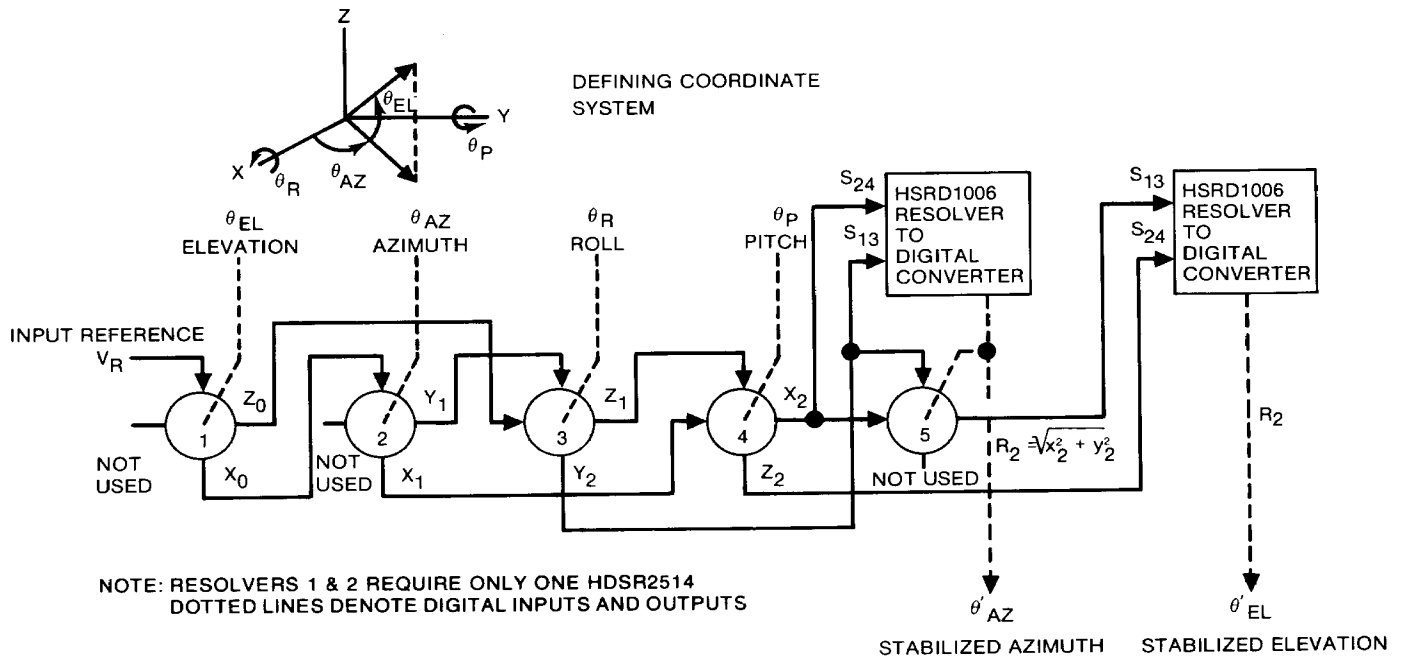 Z
DEFINING COORDINATE
SYSTEM
θEL
Y
θP
X
θR
θAZ
θEL
ELEVATION
θAZ
AZIMUTH
θR
ROLL
θP
PITCH
S24
S13
HSRD1006
RESOLVER
TO
DIGITAL
CONVERTER
S13
S24
HSRD1006
RESOLVER
TO
DIGITAL
CONVERTER
INPUT REFERENCE
VR
Z0
Y1
Z1
X2
1
2
3
4
5
R2 = √x₂² + y₂²
R2
NOT
USED
X0
NOT
USED
X1
Y2
Z2
NOT USED
NOTE: RESOLVERS 1 & 2 REQUIRE ONLY ONE HDSR2514
DOTTED LINES DENOTE DIGITAL INPUTS AND OUTPUTS
θ'AZ
STABILIZED AZIMUTH
θ'EL
STABILIZED ELEVATION